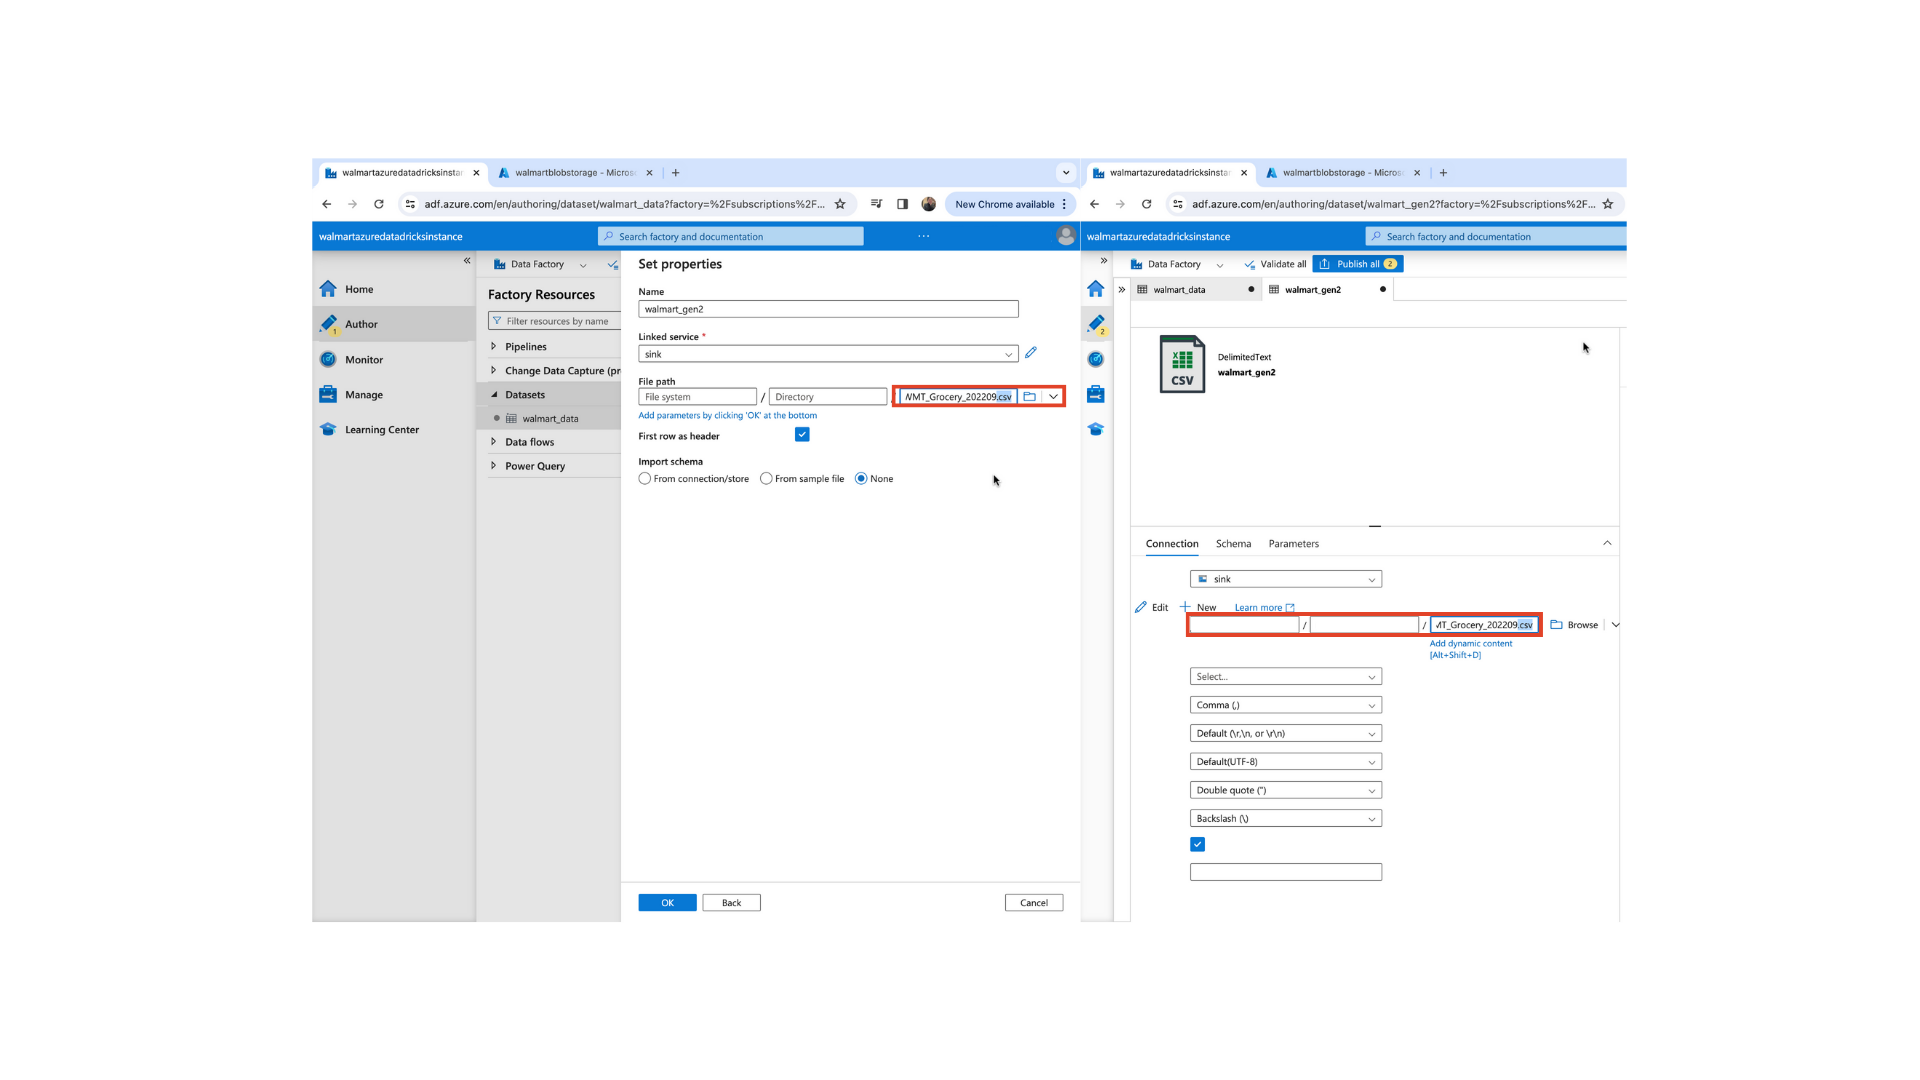 walmartazuredatadricksinstar
walmartblobstorage - Micros
adf.azure.com/en/authoring/dataset/walmart_data?factory=%2Fsubscriptions%2F...
New Chrome available
walmartazuredatadricksinstance
Search factory and documentation
...
Home
Author
1
Monitor
Manage
Learning Center
Data Factory
Factory Resources
Filter resources by name
Pipelines
Change Data Capture (pr
Datasets
walmart_data
Data flows
Power Query
Set properties
Name
walmart_gen2
Linked service *
sink
File path
File system / Directory / WMT_Grocery_202209.csv
Add parameters by clicking 'OK' at the bottom
First row as header
Import schema
From connection/store From sample file None
OK Back Cancel
walmartazuredatadricksinstar
walmartblobstorage - Micros
adf.azure.com/en/authoring/dataset/walmart_gen2?factory=%2Fsubscriptions%2F...
walmartazuredatadricksinstance
Search factory and documentation
Data Factory Validate all Publish all 2
walmart_data walmart_gen2
2
CSV
DelimitedText
walmart_gen2
Connection Schema Parameters
sink
Edit New Learn more
/ / MT_Grocery_202209.csv Browse
Add dynamic content
[Alt+Shift+D]
Select...
Comma (,)
Default (\r,\n, or \r\n)
Default(UTF-8)
Double quote (")
Backslash (\)